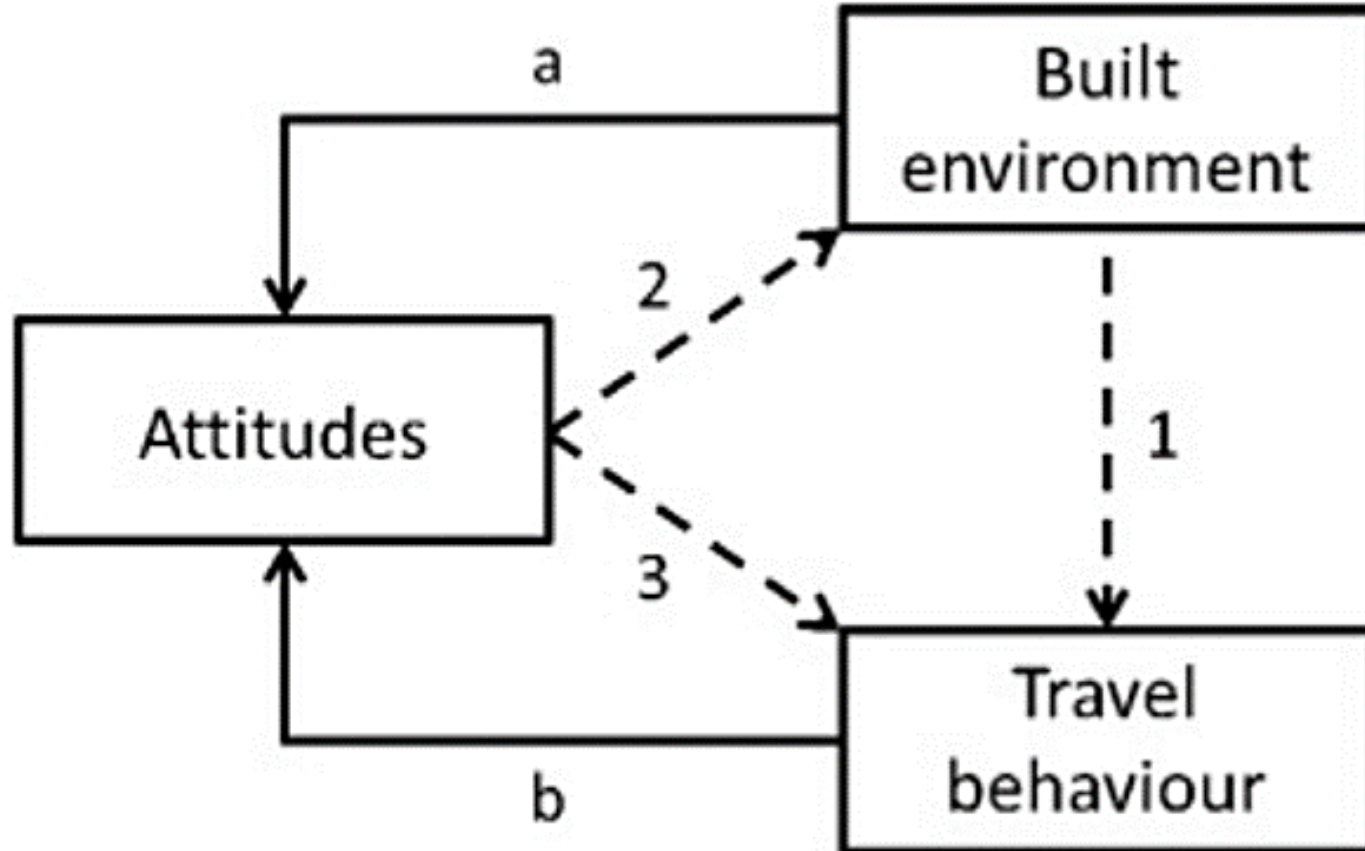 a
Built
environment
2
Attitudes
1
3
Travel
behaviour
b